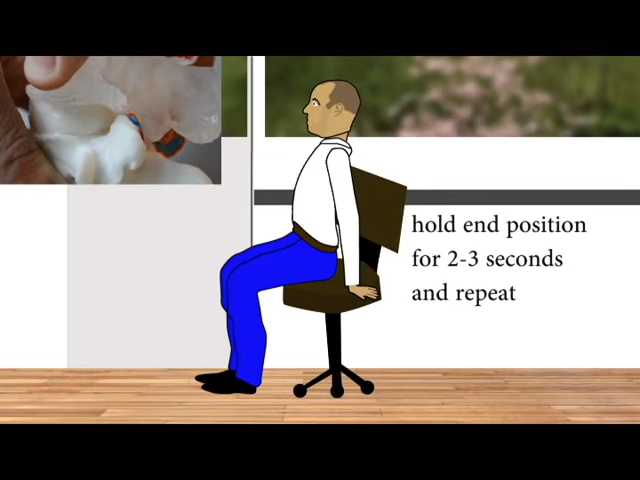 hold end position
for 2-3 seconds
and repeat